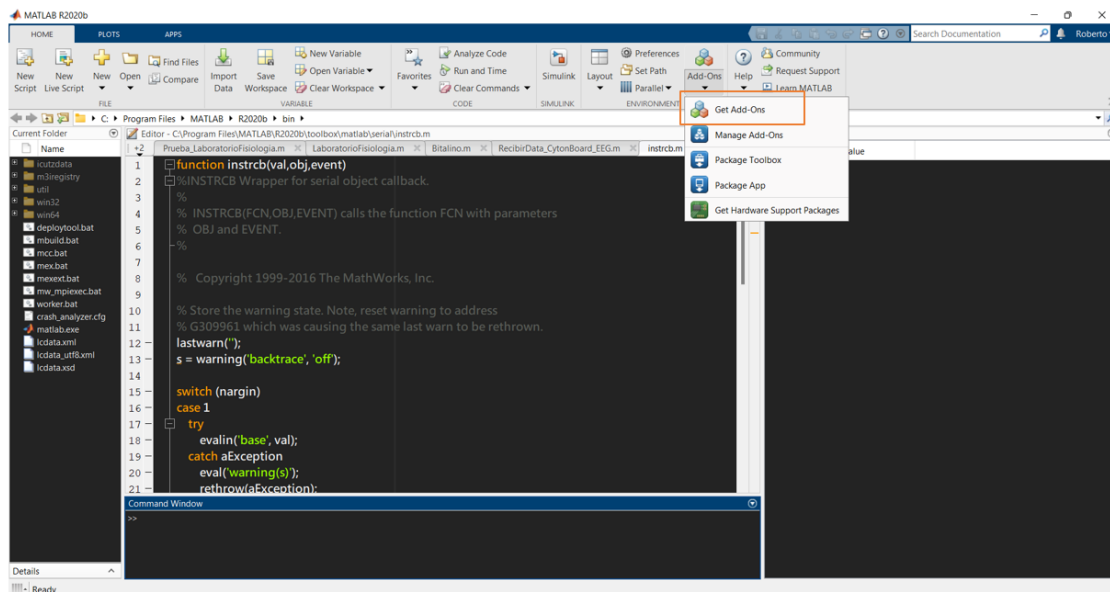 MATLAB R2020b
HOME PLOTS APPS Search Documentation Roberto
New Script New Live Script New Open Find Files Compare Import Data Save Workspace New Variable Open Variable Clear Workspace Favorites Analyze Code Run and Time Clear Commands Simulink Layout Preferences Set Path Parallel Add-Ons Help Community Request Support Learn MATLAB
FILE VARIABLE CODE SIMULINK ENVIRONMENT
Get Add-Ons
Manage Add-Ons
Package Toolbox
Package App
Get Hardware Support Packages
C: Program Files MATLAB R2020b bin
Current Folder
Name
icutzdata
m3iregistry
util
win32
win64
deploytool.bat
mbuild.bat
mcc.bat
mex.bat
mexext.bat
mw_mpiexec.bat
worker.bat
crash_analyzer.cfg
matlab.exe
lcdata.xml
lcdata_utf8.xml
lcdata.xsd
Details
Editor - C:\Program Files\MATLAB\R2020b\toolbox\matlab\serial\instrcb.m
+2 Prueba_LaboratorioFisiologia.m LaboratorioFisiologia.m Bitalino.m RecibirData_CytonBoard_EEG.m instrcb.m
1 function instrcb(val,obj,event)
2 %INSTRCB Wrapper for serial object callback.
3 %
4 % INSTRCB(FCN,OBJ,EVENT) calls the function FCN with parameters
5 % OBJ and EVENT.
6 %
7
8 % Copyright 1999-2016 The MathWorks, Inc.
9
10 % Store the warning state. Note, reset warning to address
11 % G309961 which was causing the same last warn to be rethrown.
12 lastwarn('');
13 s = warning('backtrace', 'off');
14
15 switch (nargin)
16 case 1
17 try
18 evalin('base', val);
19 catch aException
20 eval('warning(s)');
21 rethrow(aException);
Command Window
>>
Ready